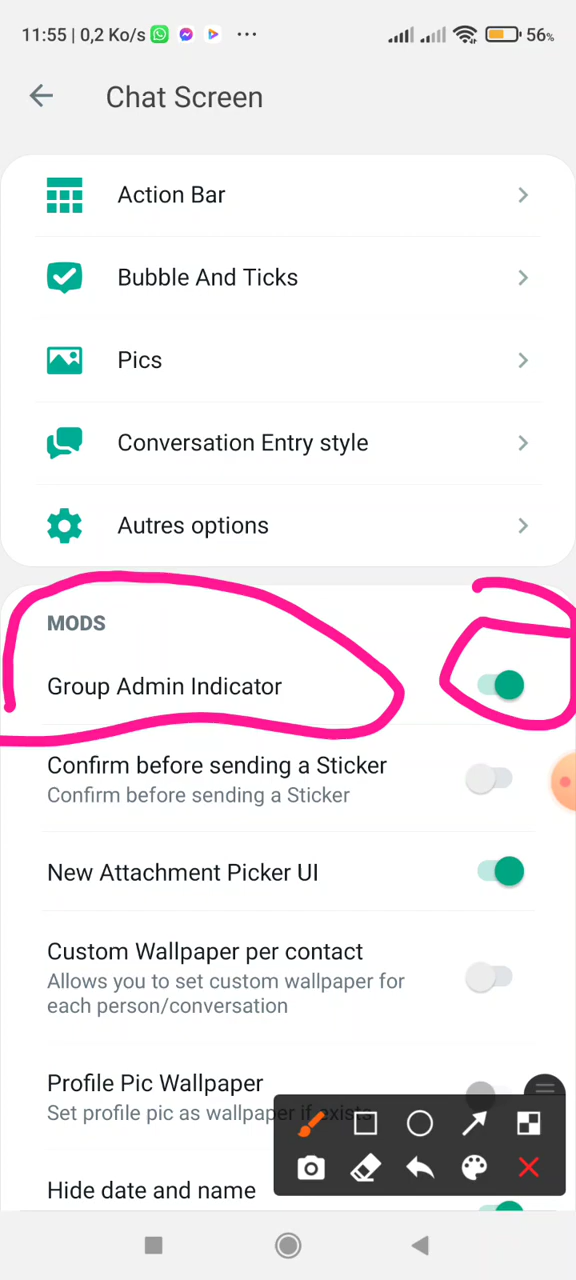 11:55 | 0,2 Ko/s ... 56%
Chat Screen
Action Bar
Bubble And Ticks
Pics
Conversation Entry style
Autres options
MODS
Group Admin Indicator
Confirm before sending a Sticker
Confirm before sending a Sticker
New Attachment Picker UI
Custom Wallpaper per contact
Allows you to set custom wallpaper for
each person/conversation
Profile Pic Wallpaper
Set profile pic as wallpaper if exists
Hide date and name